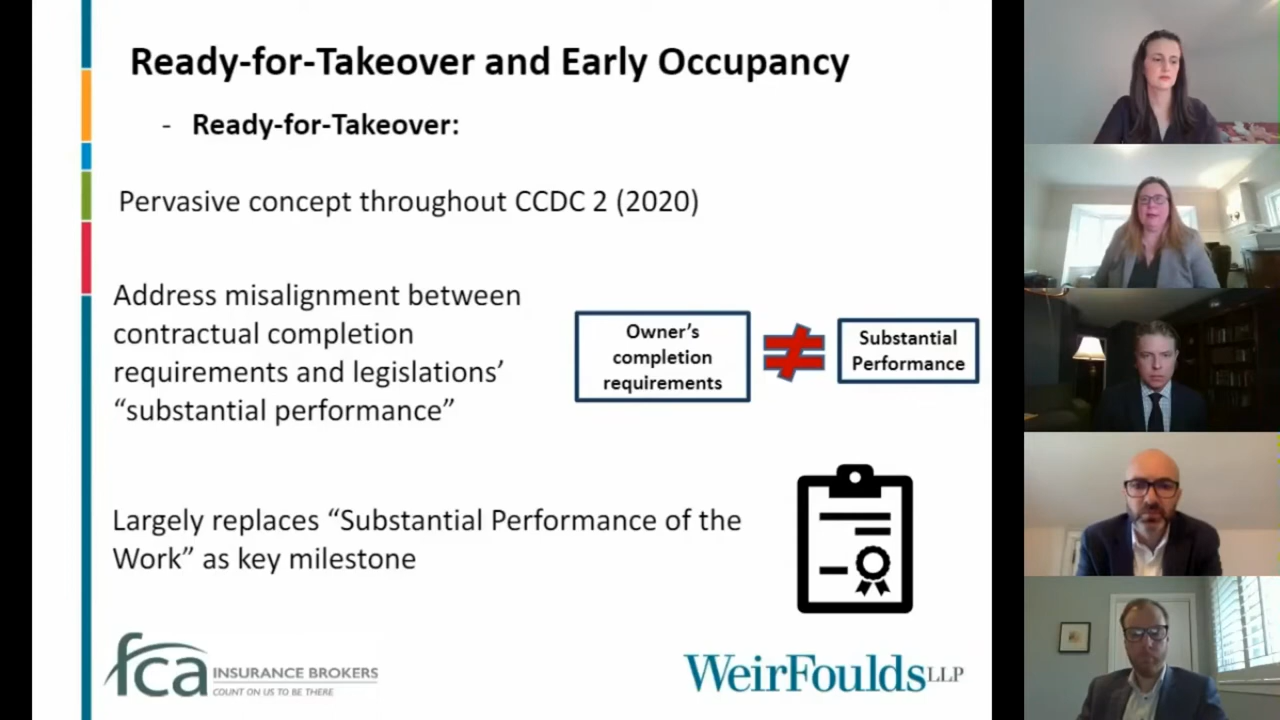 Ready-for-Takeover and Early Occupancy
- Ready-for-Takeover:
Pervasive concept throughout CCDC 2 (2020)
Address misalignment between
contractual completion
requirements and legislations’
“substantial performance”
Owner’s
completion
requirements
≠
Substantial
Performance
Largely replaces “Substantial Performance of the
Work” as key milestone
fca INSURANCE BROKERS
COUNT ON US TO BE THERE
WeirFoulds LLP